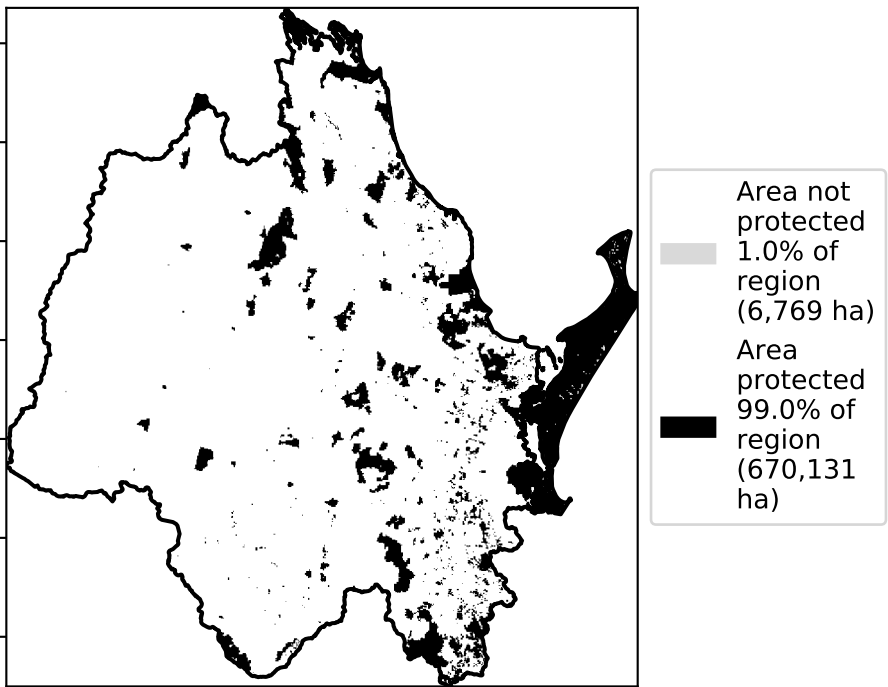 Area not
protected
1.0% of
region
(6,769 ha)
Area
protected
99.0% of
region
(670,131
ha)